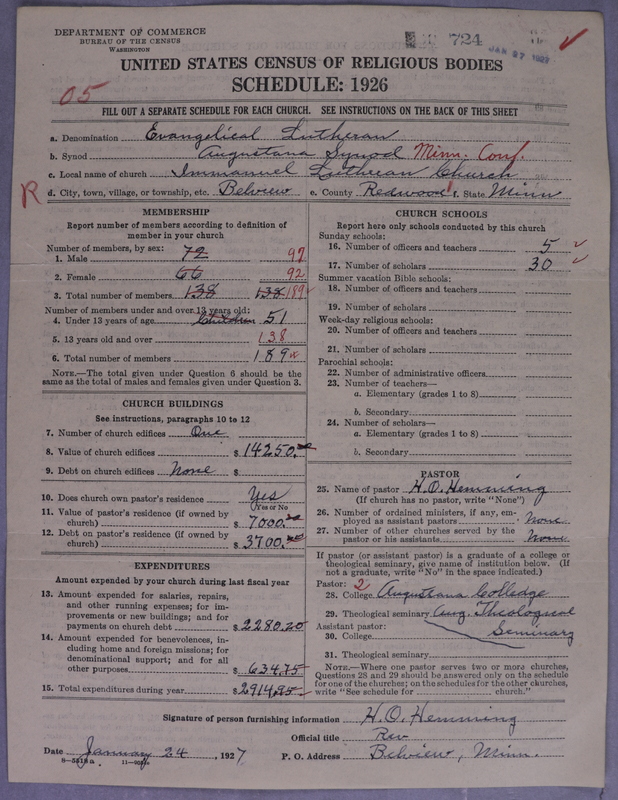 DEPARTMENT OF COMMERCE
BUREAU OF THE CENSUS
WASHINGTON
724
JAN 27 1927
UNITED STATES CENSUS OF RELIGIOUS BODIES
SCHEDULE: 1926
05
FILL OUT A SEPARATE SCHEDULE FOR EACH CHURCH. SEE INSTRUCTIONS ON THE BACK OF THIS SHEET
a. Denomination Evangelical Lutheran
b. Synod Augustana Synod Minn. Conf.
c. Local name of church Immanuel Lutheran Church
R d. City, town, village, or township, etc. Belview e. County Redwood f. State Minn
MEMBERSHIP
Report number of members according to definition of member in your church
Number of members, by sex:
1. Male 72 97
2. Female 66 92
3. Total number of members 138 138 189
Number of members under and over 13 years old:
4. Under 13 years of age Children 51
5. 13 years old and over 138
6. Total number of members 189
NOTE.—The total given under Question 6 should be the same as the total of males and females given under Question 3.
CHURCH BUILDINGS
See instructions, paragraphs 10 to 12
7. Number of church edifices One
8. Value of church edifices $ 14250.00
9. Debt on church edifices None $
10. Does church own pastor's residence Yes
Yes or No
11. Value of pastor's residence (if owned by church) $ 7000.00
12. Debt on pastor's residence (if owned by church) $ 3700.00
EXPENDITURES
Amount expended by your church during last fiscal year
13. Amount expended for salaries, repairs, and other running expenses; for improvements or new buildings; and for payments on church debt $ 2280.20
14. Amount expended for benevolences, including home and foreign missions; for denominational support; and for all other purposes $ 634.75
15. Total expenditures during year $ 2914.95
CHURCH SCHOOLS
Report here only schools conducted by this church
Sunday schools:
16. Number of officers and teachers 5
17. Number of scholars 30
Summer vacation Bible schools:
18. Number of officers and teachers
19. Number of scholars
Week-day religious schools:
20. Number of officers and teachers
21. Number of scholars
Parochial schools:
22. Number of administrative officers
23. Number of teachers—
a. Elementary (grades 1 to 8)
b. Secondary
24. Number of scholars—
a. Elementary (grades 1 to 8)
b. Secondary
PASTOR
25. Name of pastor H.O. Hemming
(If church has no pastor, write "None")
26. Number of ordained ministers, if any, employed as assistant pastors None
27. Number of other churches served by the pastor or his assistants None
If pastor (or assistant pastor) is a graduate of a college or theological seminary, give name of institution below. (If not a graduate, write "No" in the space indicated.)
Pastor: 2
28. College Augustana Colledge
29. Theological seminary Aug. Theological
Assistant pastor: Seminary
30. College
31. Theological seminary
NOTE.—Where one pastor serves two or more churches, Questions 28 and 29 should be answered only on the schedule for one of the churches; on the schedules for the other churches, write "See schedule for church."
Signature of person furnishing information H.O. Hemming
Official title Rev
Date January 24, 1927 P. O. Address Belview, Minn.